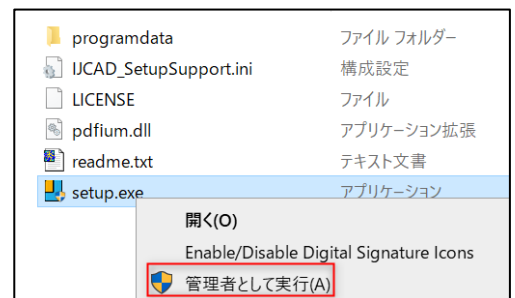 programdata ファイル フォルダー
IJCAD_SetupSupport.ini 構成設定
LICENSE ファイル
pdfium.dll アプリケーション拡張
readme.txt テキスト文書
setup.exe アプリケーション
開く(O)
Enable/Disable Digital Signature Icons
管理者として実行(A)